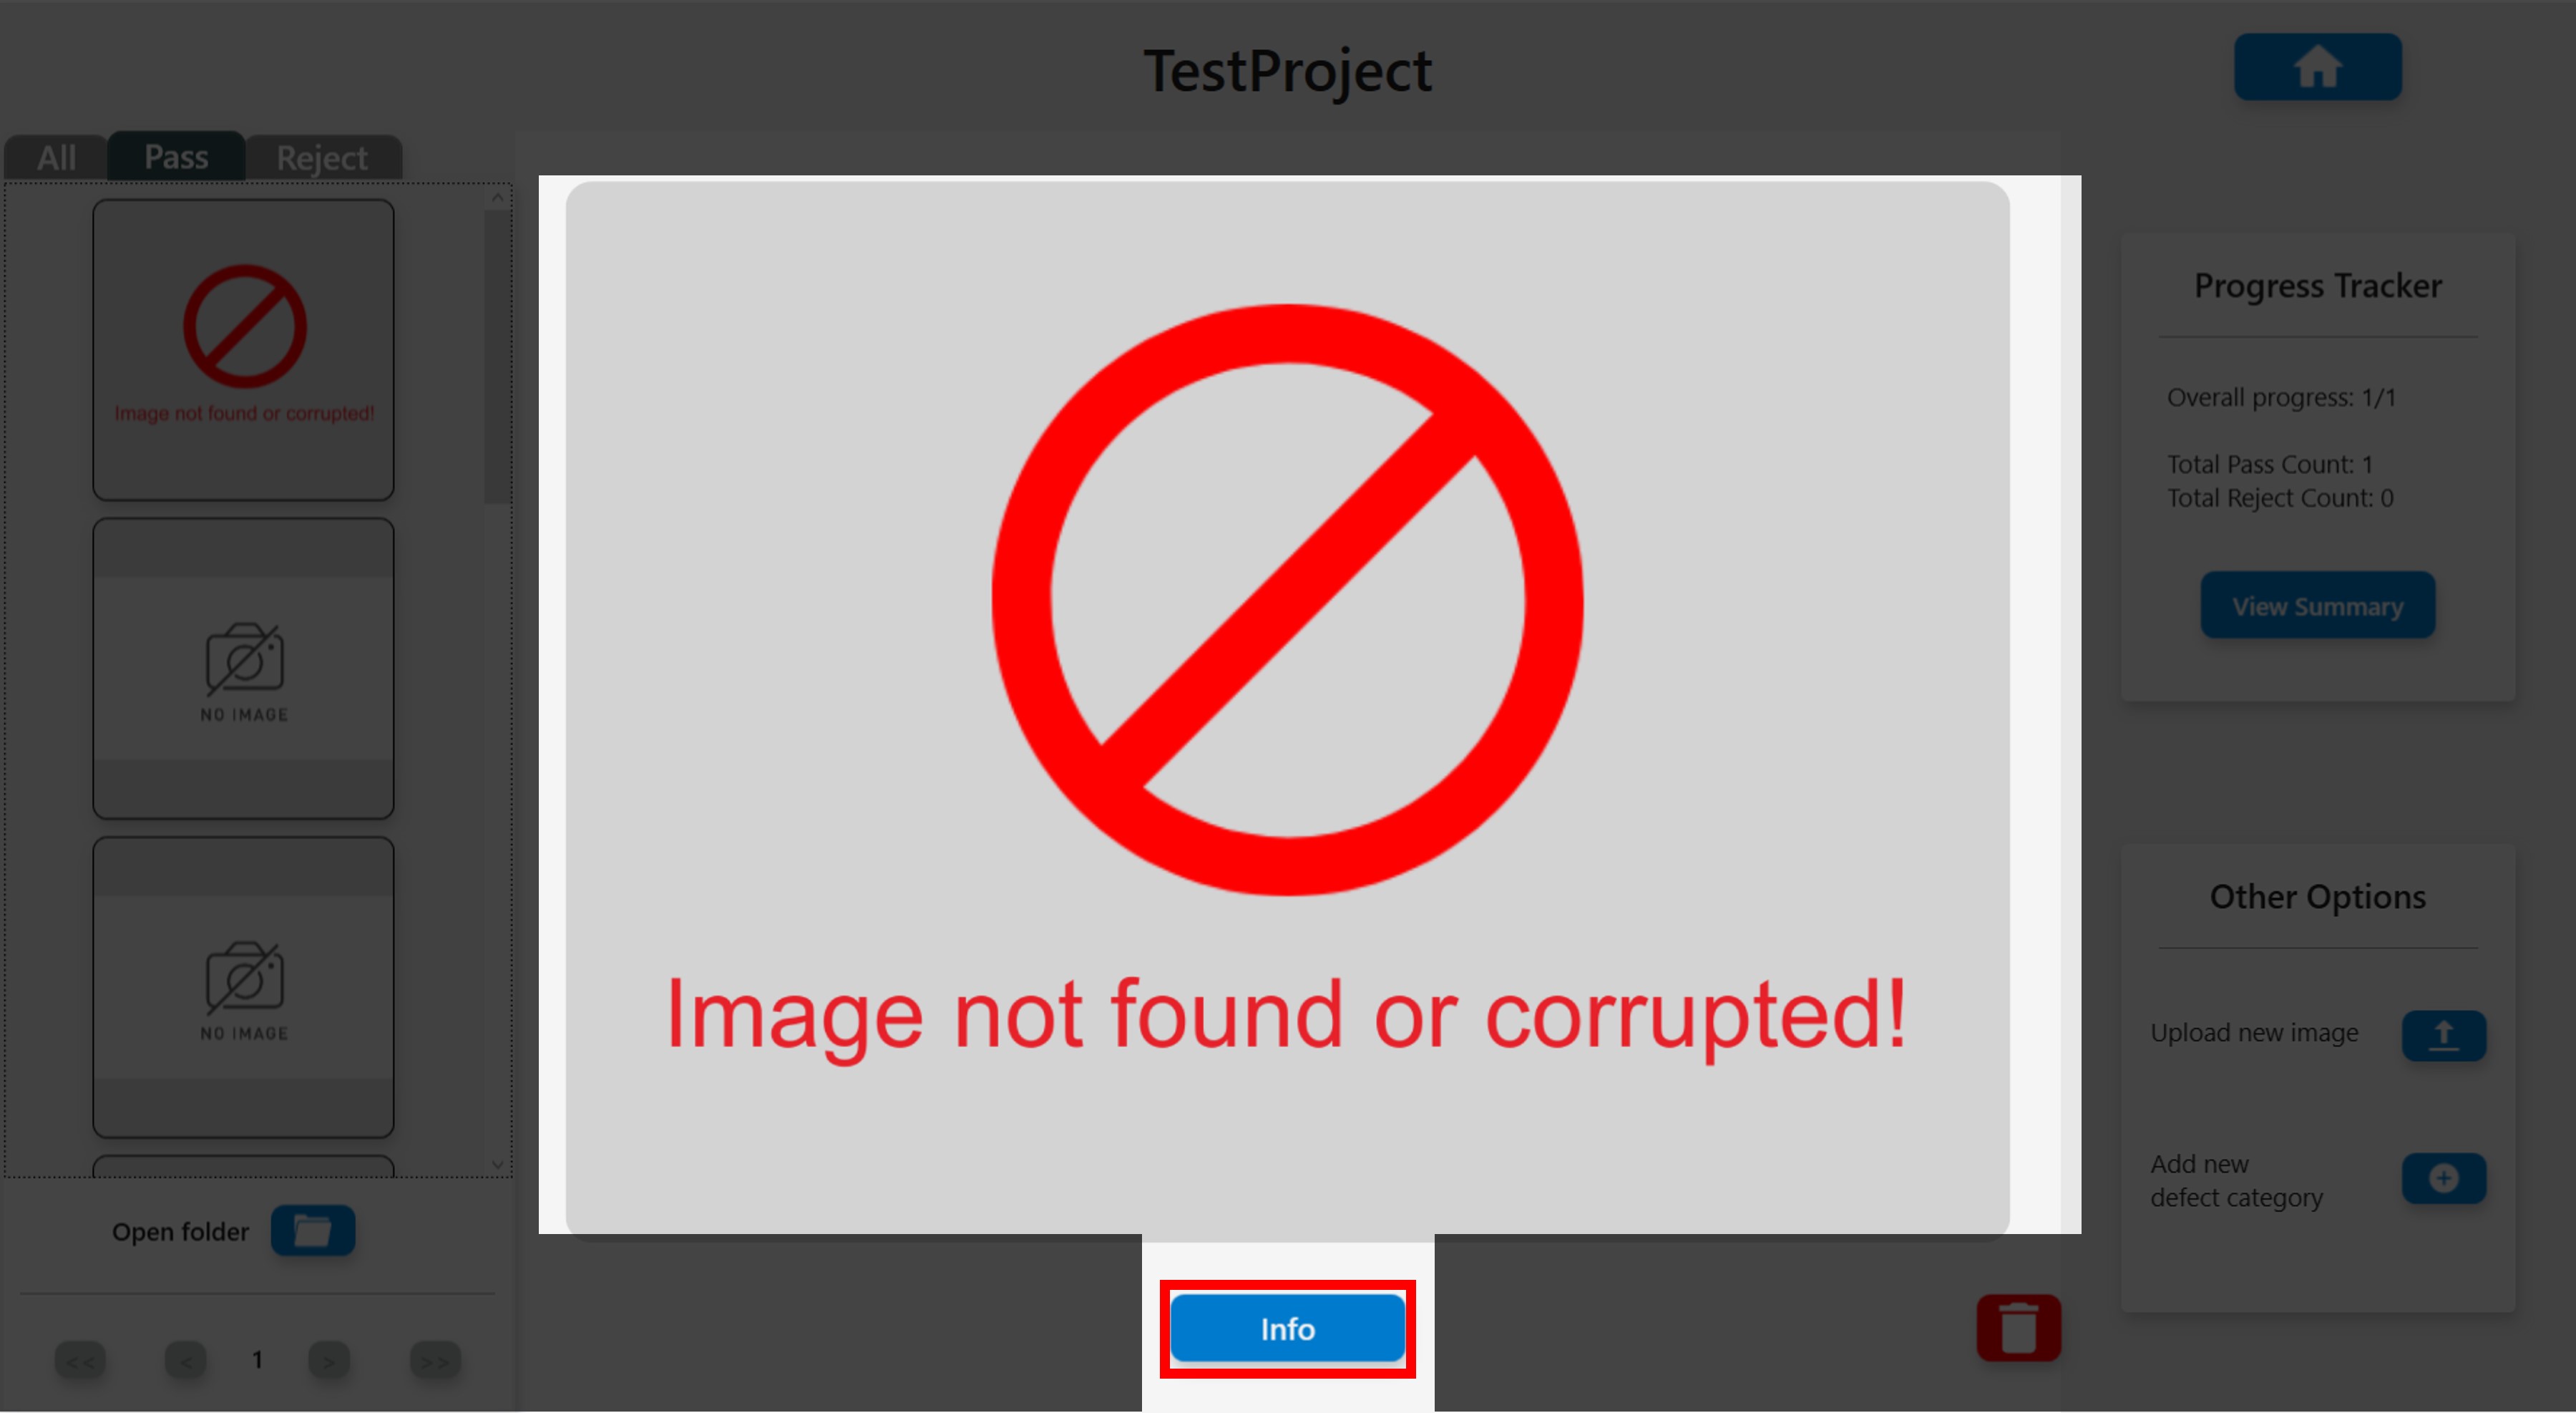 TestProject
All
Pass
Reject
Image not found or corrupted!
NO IMAGE
NO IMAGE
Open folder
<<
<
1
>
>>
Image not found or corrupted!
Info
Progress Tracker
Overall progress: 1/1
Total Pass Count: 1
Total Reject Count: 0
View Summary
Other Options
Upload new image
Add new
defect category